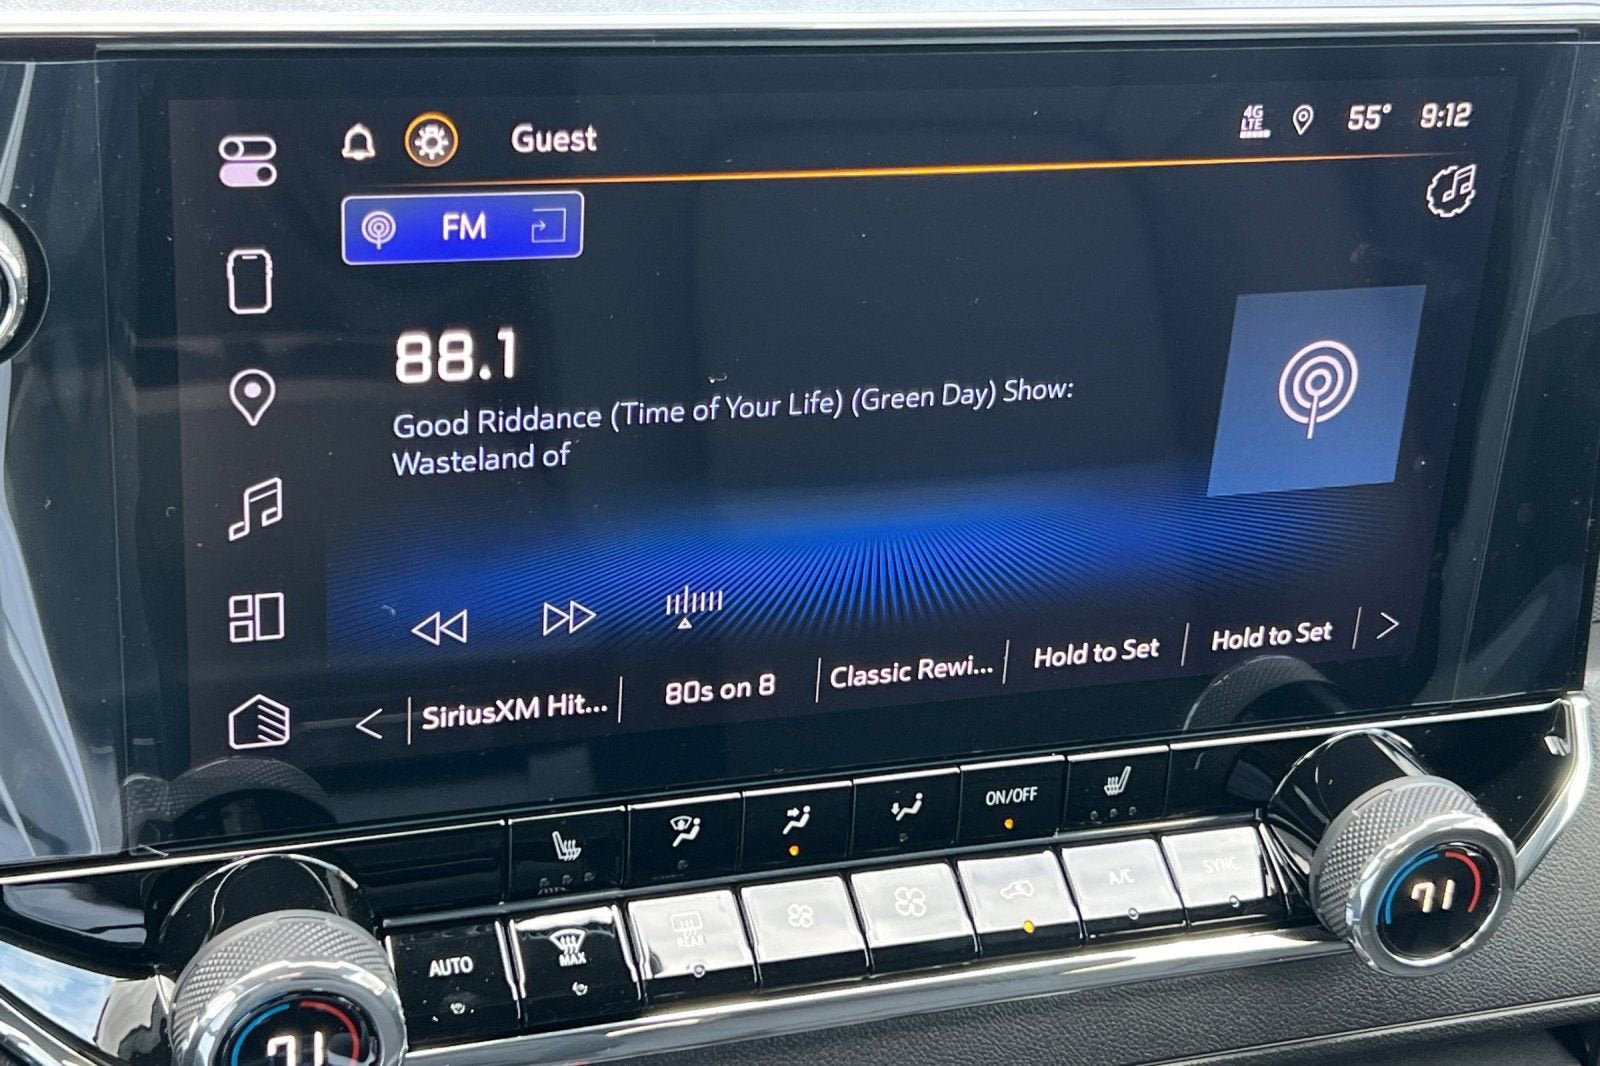 Guest
4G LTE
55°
9:12
FM
88.1
Good Riddance (Time of Your Life) (Green Day) Show:
Wasteland of
SiriusXM Hit...
80s on 8
Classic Rewi...
Hold to Set
Hold to Set
ON/OFF
AUTO
MAX
REAR
A/C
SYNC
71
71